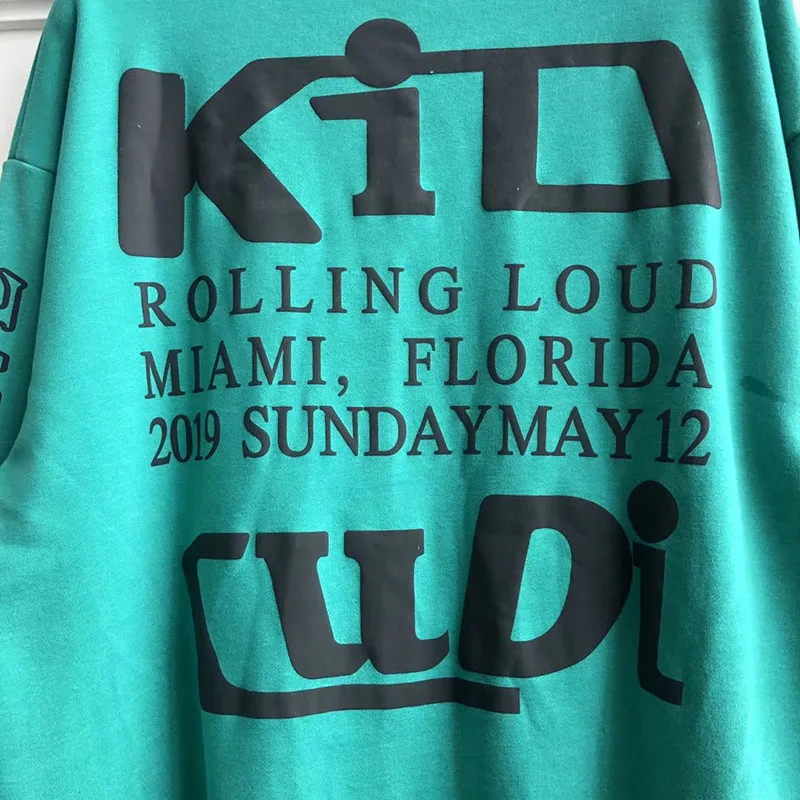 KiD
ROLLING LOUD
MIAMI, FLORIDA
2019 SUNDAYMAY 12
CUDi